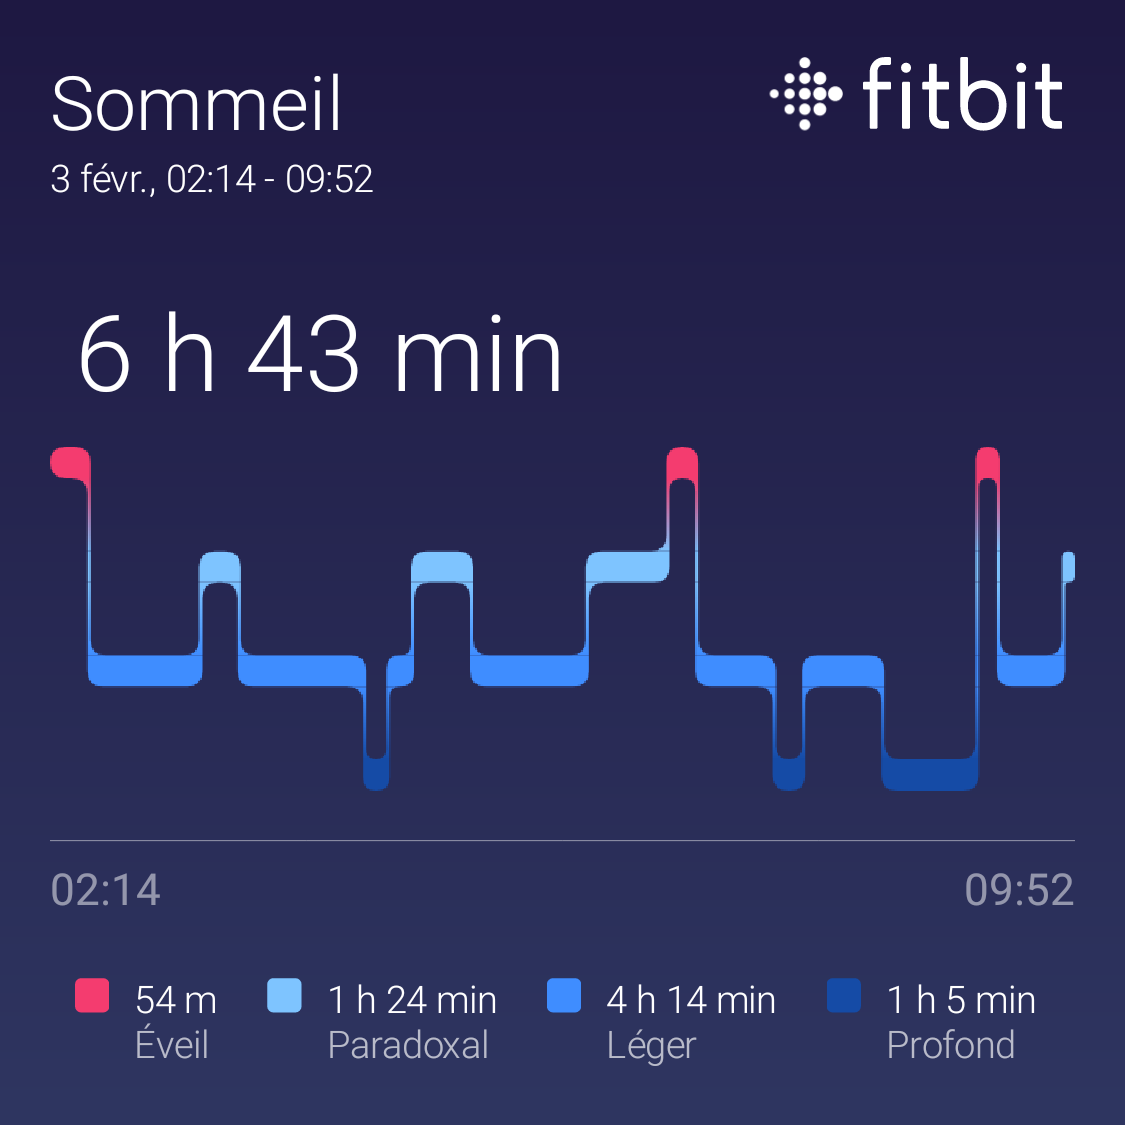 Sommeil
fitbit
3 févr., 02:14 - 09:52
6 h 43 min
02:14
09:52
54 m
1 h 24 min
4 h 14 min
1 h 5 min
Éveil
Paradoxal
Léger
Profond